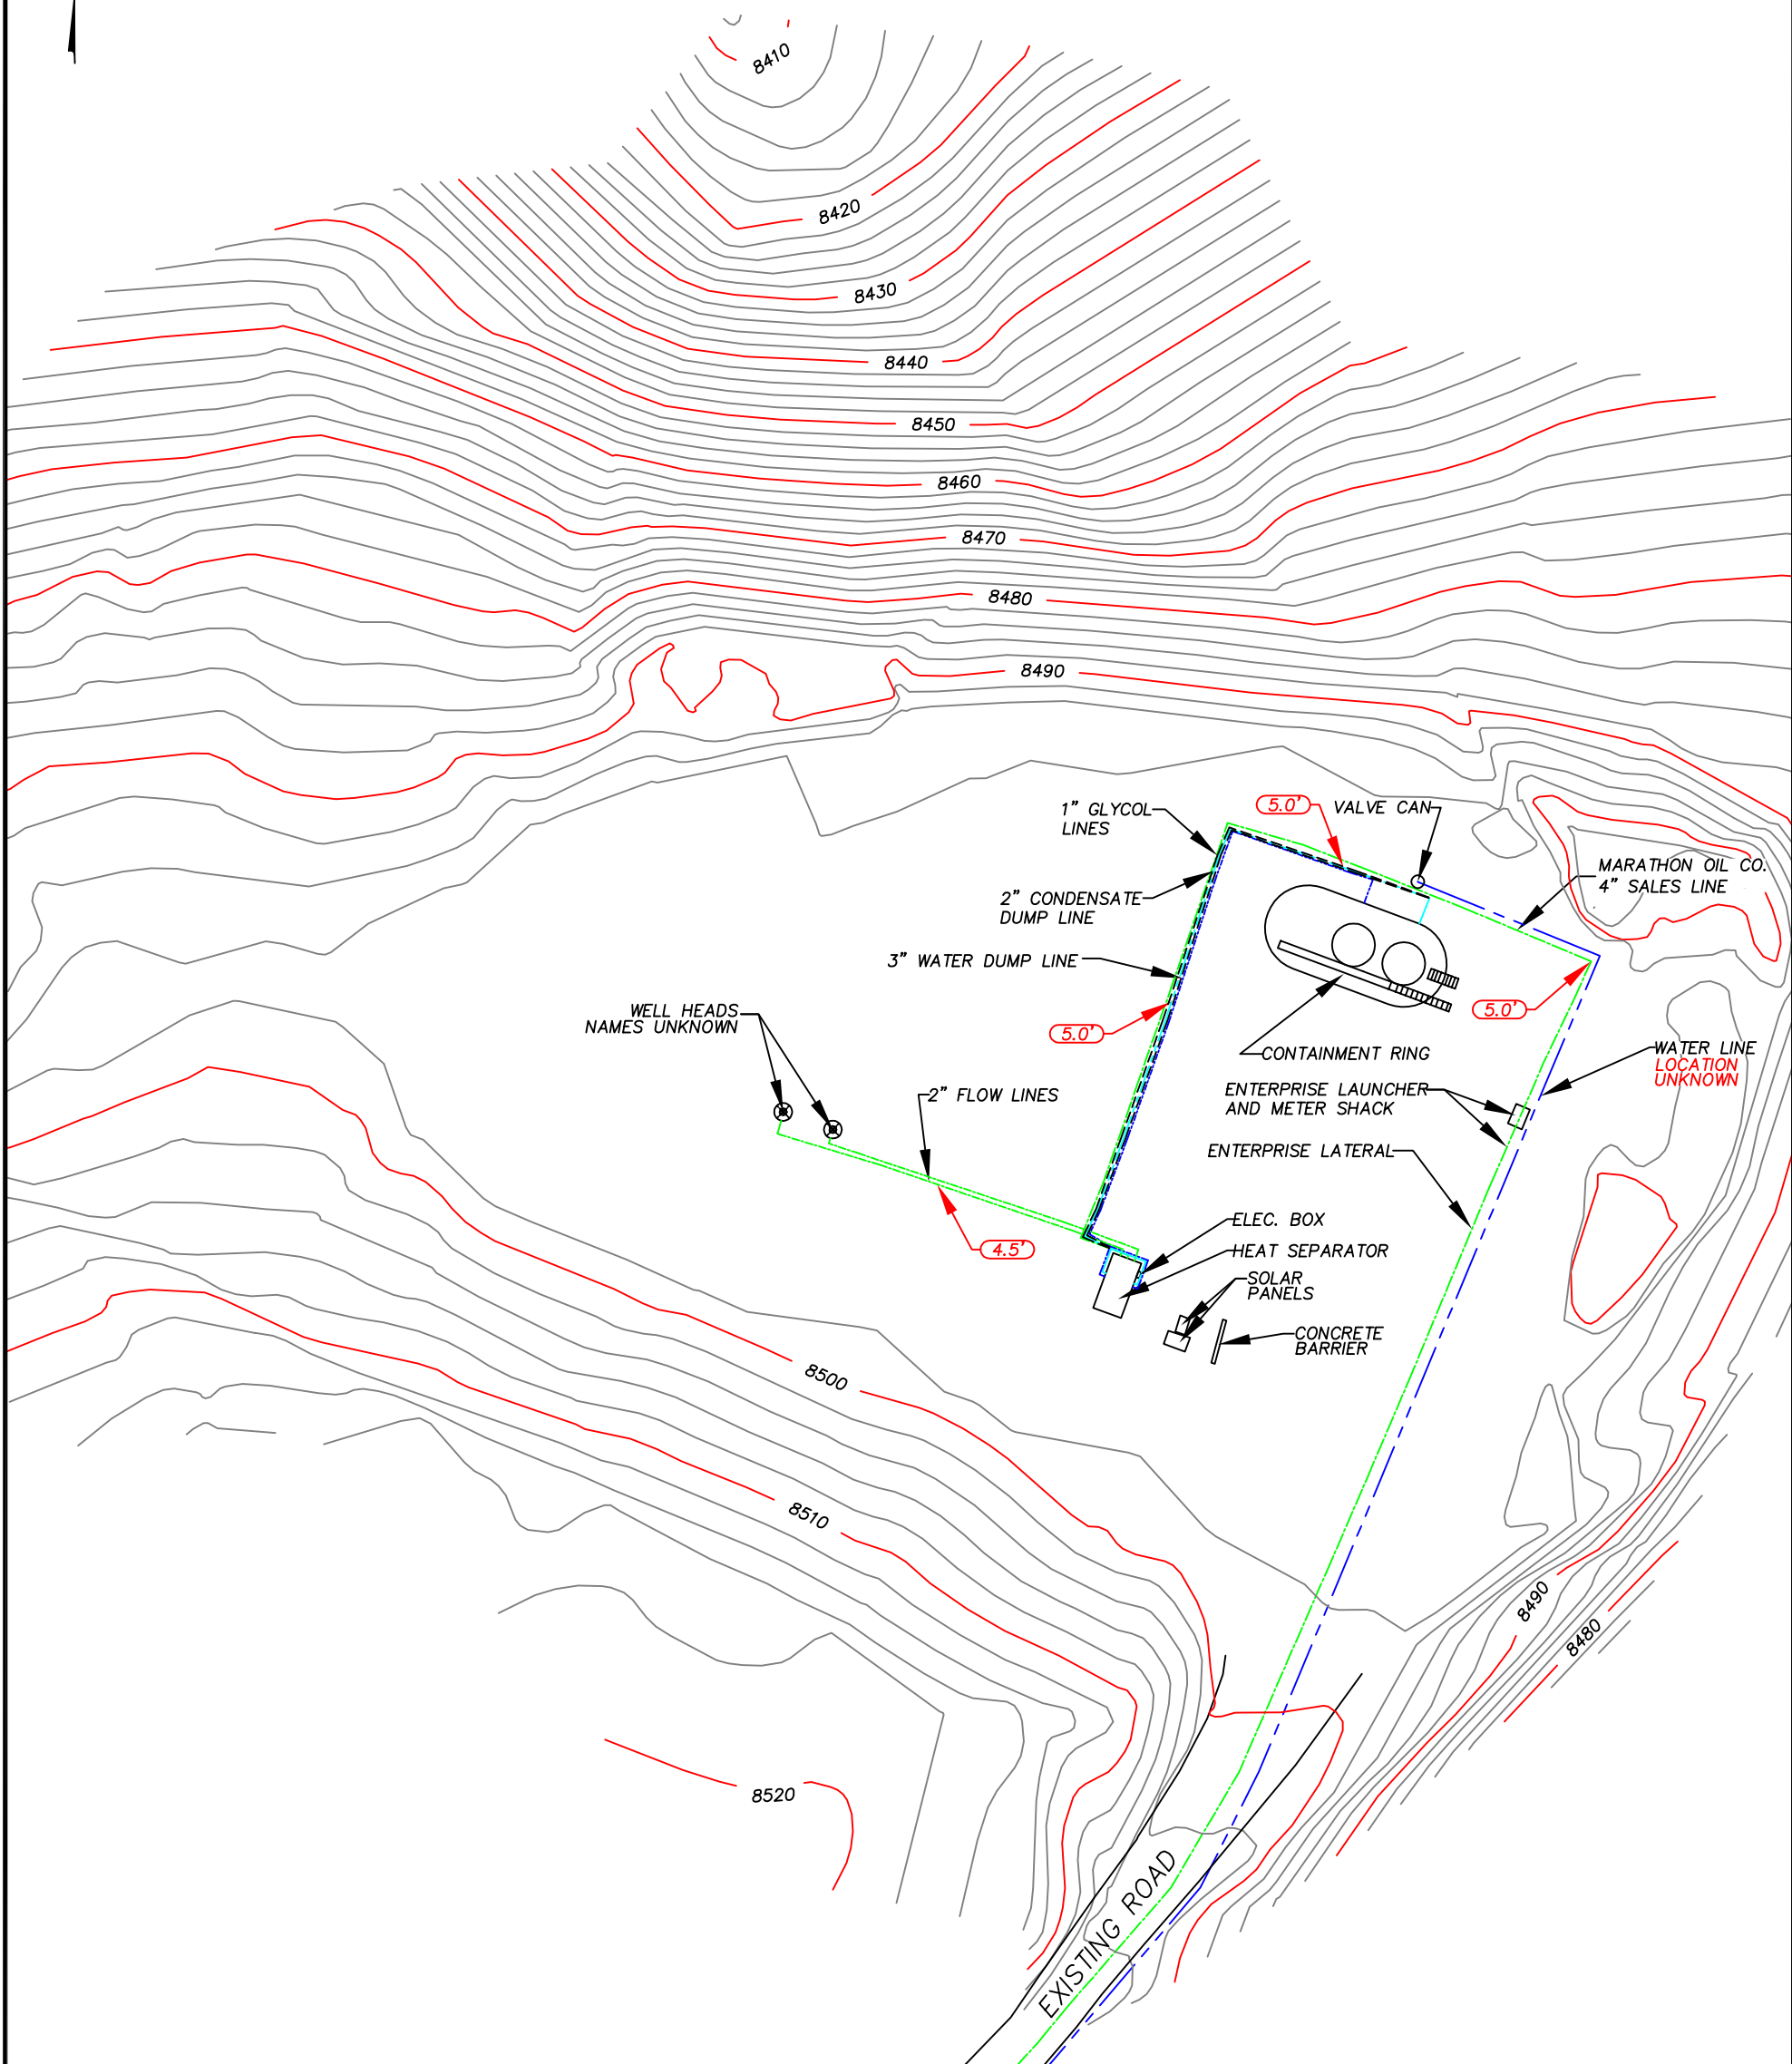 8410
8420
8430
8440
8450
8460
8470
8480
8490
1" GLYCOL
LINES
5.0'
VALVE CAN
MARATHON OIL CO.
4" SALES LINE
2" CONDENSATE
DUMP LINE
3" WATER DUMP LINE
WELL HEADS
NAMES UNKNOWN
5.0'
5.0'
CONTAINMENT RING
WATER LINE
LOCATION
UNKNOWN
2" FLOW LINES
ENTERPRISE LAUNCHER
AND METER SHACK
ENTERPRISE LATERAL
ELEC. BOX
4.5'
HEAT SEPARATOR
SOLAR
PANELS
CONCRETE
BARRIER
8500
8510
8490
8480
8520
EXISTING ROAD